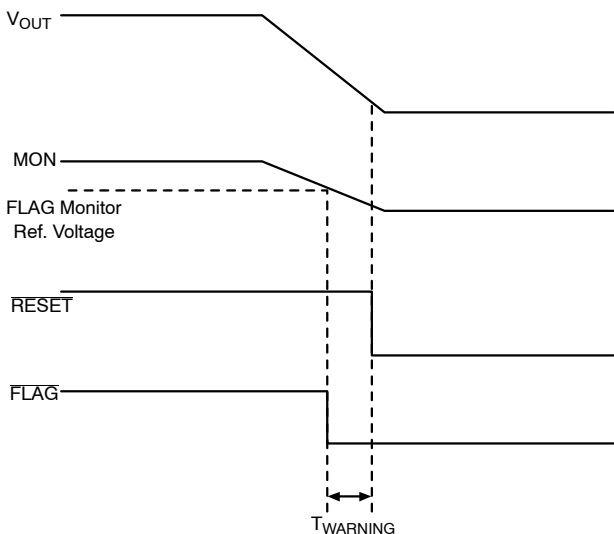 VOUT
MON
FLAG Monitor
Ref. Voltage
RESET
FLAG
TWARNING